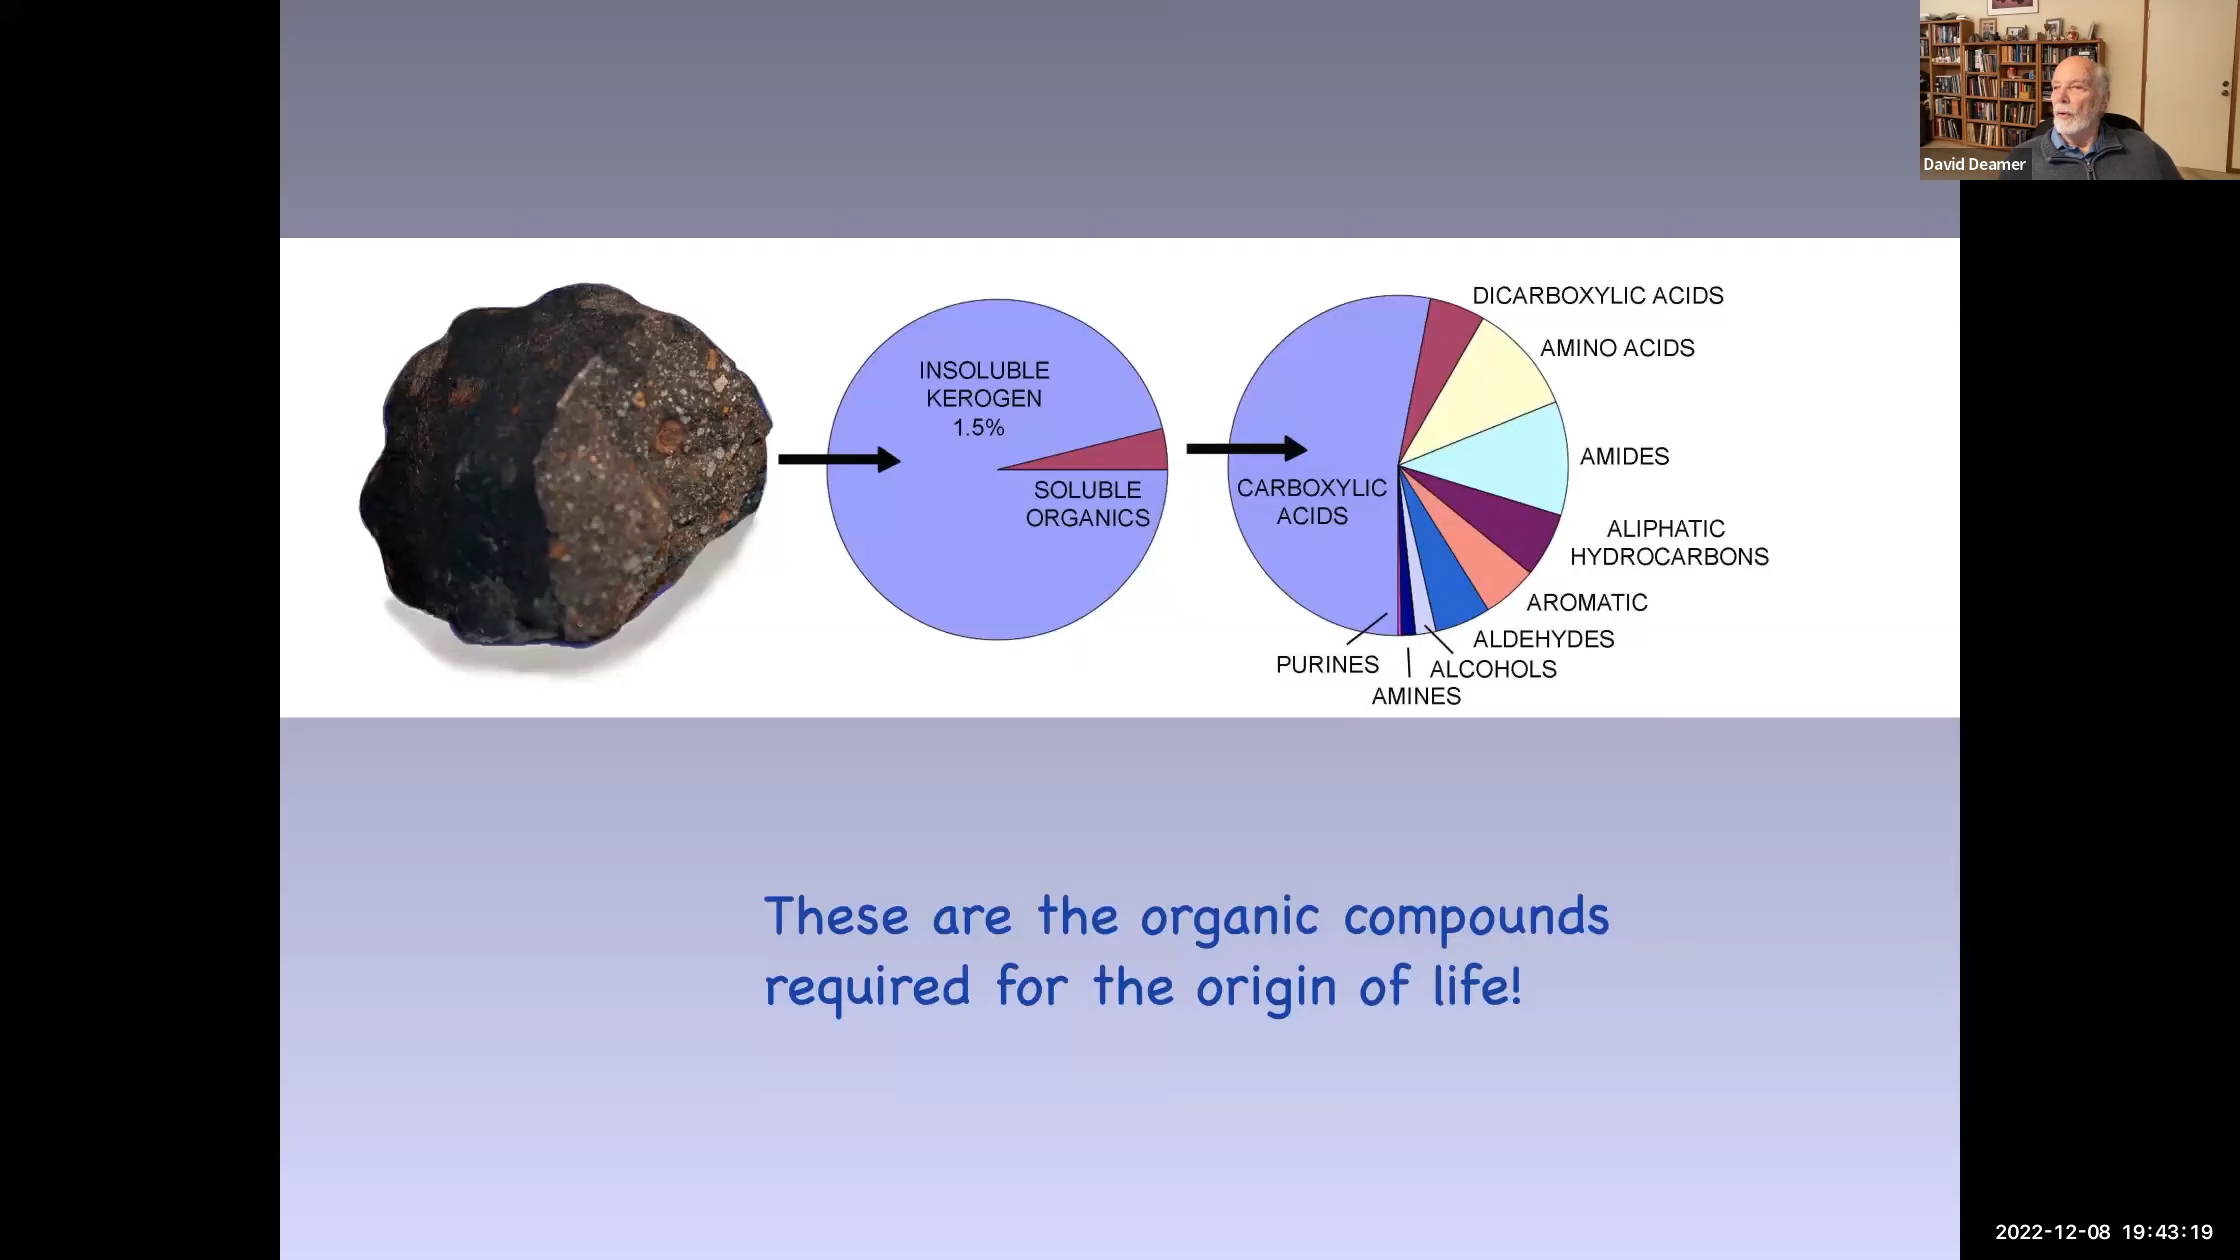 David Deamer
INSOLUBLE
KEROGEN
1.5%
SOLUBLE
ORGANICS
CARBOXYLIC
ACIDS
DICARBOXYLIC ACIDS
AMINO ACIDS
AMIDES
ALIPHATIC
HYDROCARBONS
AROMATIC
ALDEHYDES
ALCOHOLS
AMINES
PURINES
These are the organic compounds
required for the origin of life!
2022-12-08 19:43:19